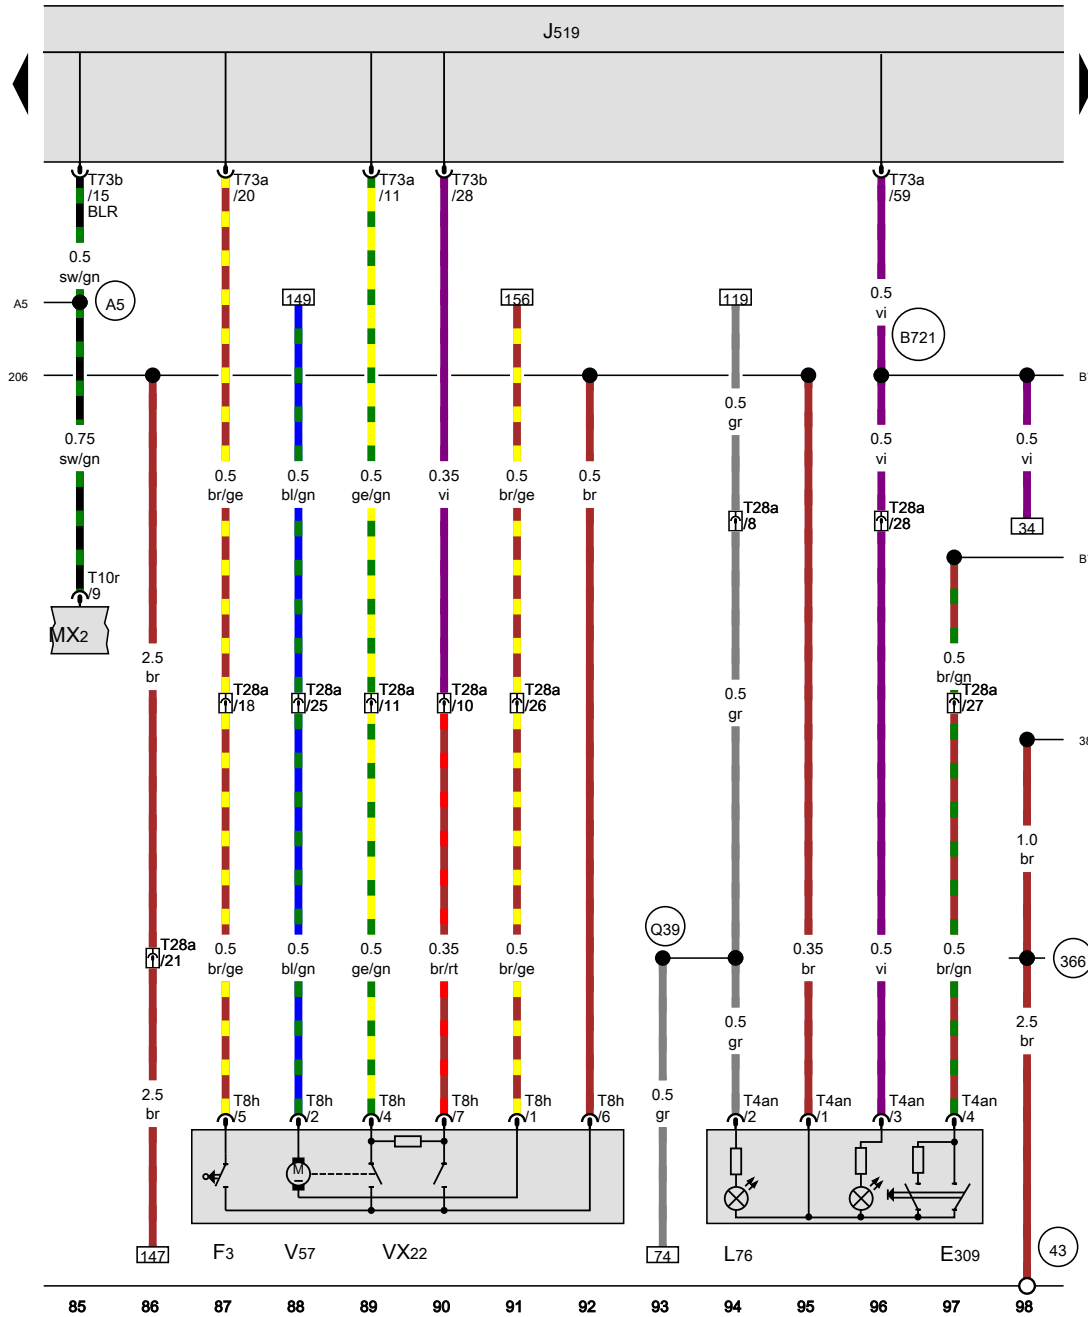 J519
T73b
/15
BLR
T73a
/20
T73a
/11
T73b
/28
T73a
/59
0.5
sw/gn
A5
A5
149
156
119
0.5
vi
B721
206
0.5
gr
0.75
sw/gn
0.5
br/ge
0.5
bl/gn
0.5
ge/gn
0.35
vi
0.5
br/ge
0.5
br
0.5
vi
0.5
vi
T28a
/8
T28a
/28
34
T10r
/9
MX2
2.5
br
0.5
br/gn
T28a
/18
T28a
/25
T28a
/11
T28a
/10
T28a
/26
0.5
gr
T28a
/27
1.0
br
T28a
/21
0.5
br/ge
0.5
bl/gn
0.5
ge/gn
0.35
br/rt
0.5
br/ge
Q39
0.35
br
0.5
vi
0.5
br/gn
366
0.5
gr
2.5
br
2.5
br
0.5
gr
T8h
/5
T8h
/2
T8h
/4
T8h
/7
T8h
/1
T8h
/6
T4an
/2
T4an
/1
T4an
/3
T4an
/4
M
147
F3
V57
VX22
74
L76
E309
43
85 86 87 88 89 90 91 92 93 94 95 96 97 98